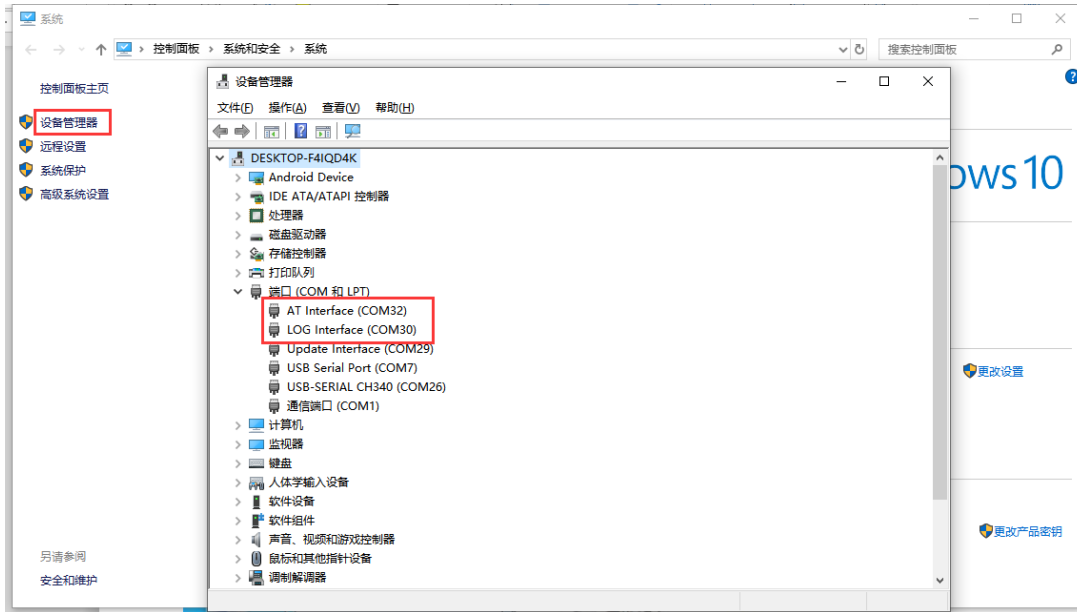 系统
控制面板 › 系统和安全 › 系统
搜索控制面板
控制面板主页
设备管理器
远程设置
系统保护
高级系统设置
另请参阅
安全和维护
设备管理器
文件(F) 操作(A) 查看(V) 帮助(H)
DESKTOP-F4IQD4K
Android Device
IDE ATA/ATAPI 控制器
处理器
磁盘驱动器
存储控制器
打印队列
端口 (COM 和 LPT)
AT Interface (COM32)
LOG Interface (COM30)
Update Interface (COM29)
USB Serial Port (COM7)
USB-SERIAL CH340 (COM26)
通信端口 (COM1)
计算机
监视器
键盘
人体学输入设备
软件设备
软件组件
声音、视频和游戏控制器
鼠标和其他指针设备
调制解调器
ows 10
更改设置
更改产品密钥